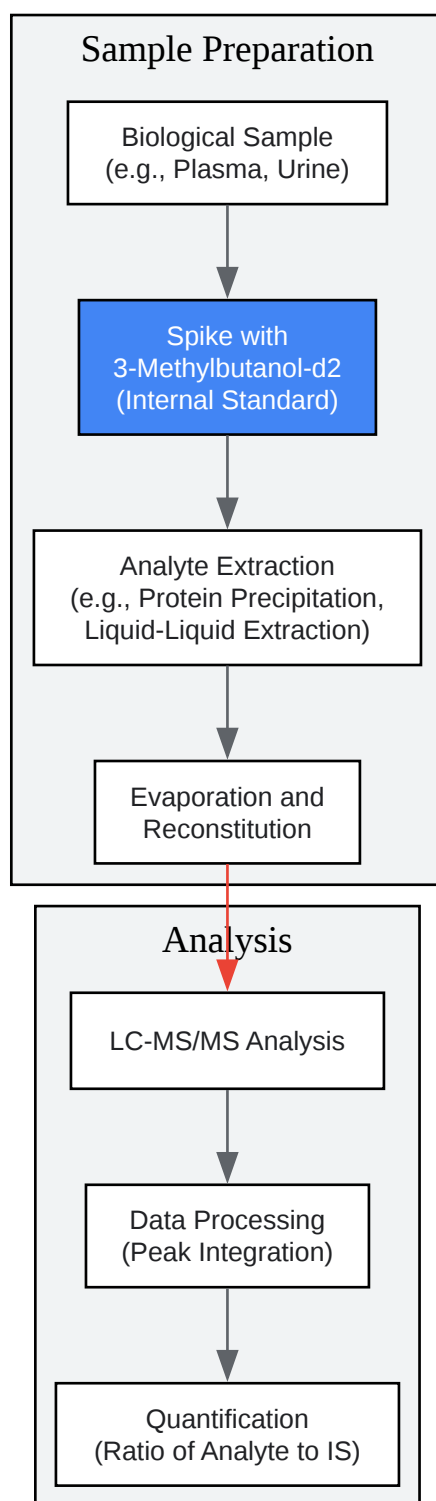 Sample Preparation
Biological Sample
(e.g., Plasma, Urine)
Spike with
3-Methylbutanol-d2
(Internal Standard)
Analyte Extraction
(e.g., Protein Precipitation,
Liquid-Liquid Extraction)
Evaporation and
Reconstitution
Analysis
LC-MS/MS Analysis
Data Processing
(Peak Integration)
Quantification
(Ratio of Analyte to IS)